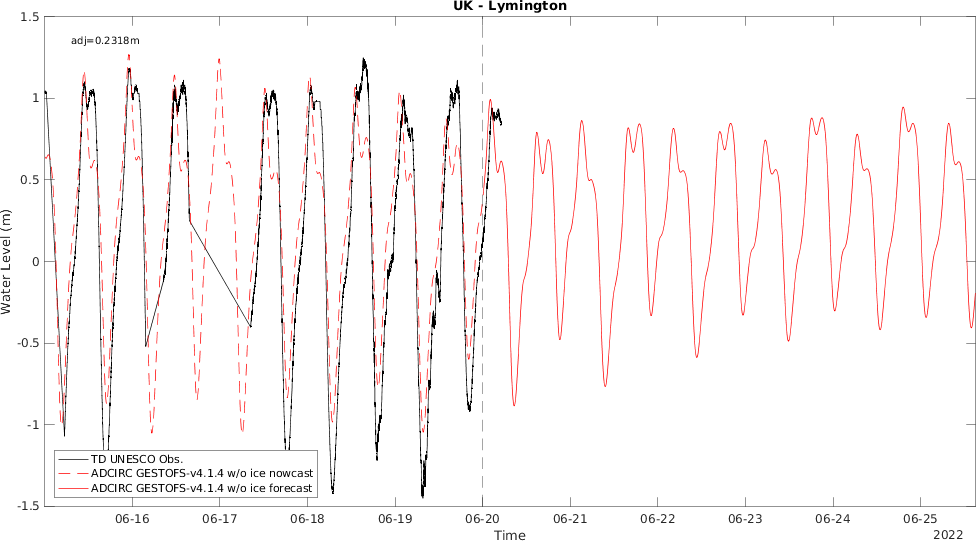 UK - Lymington
adj=0.2318m
Water Level (m)
1.5
1
0.5
0
-0.5
-1
-1.5
TD UNESCO Obs.
ADCIRC GESTOFS-v4.1.4 w/o ice nowcast
ADCIRC GESTOFS-v4.1.4 w/o ice forecast
06-16 06-17 06-18 06-19 06-20 06-21 06-22 06-23 06-24 06-25
Time
2022